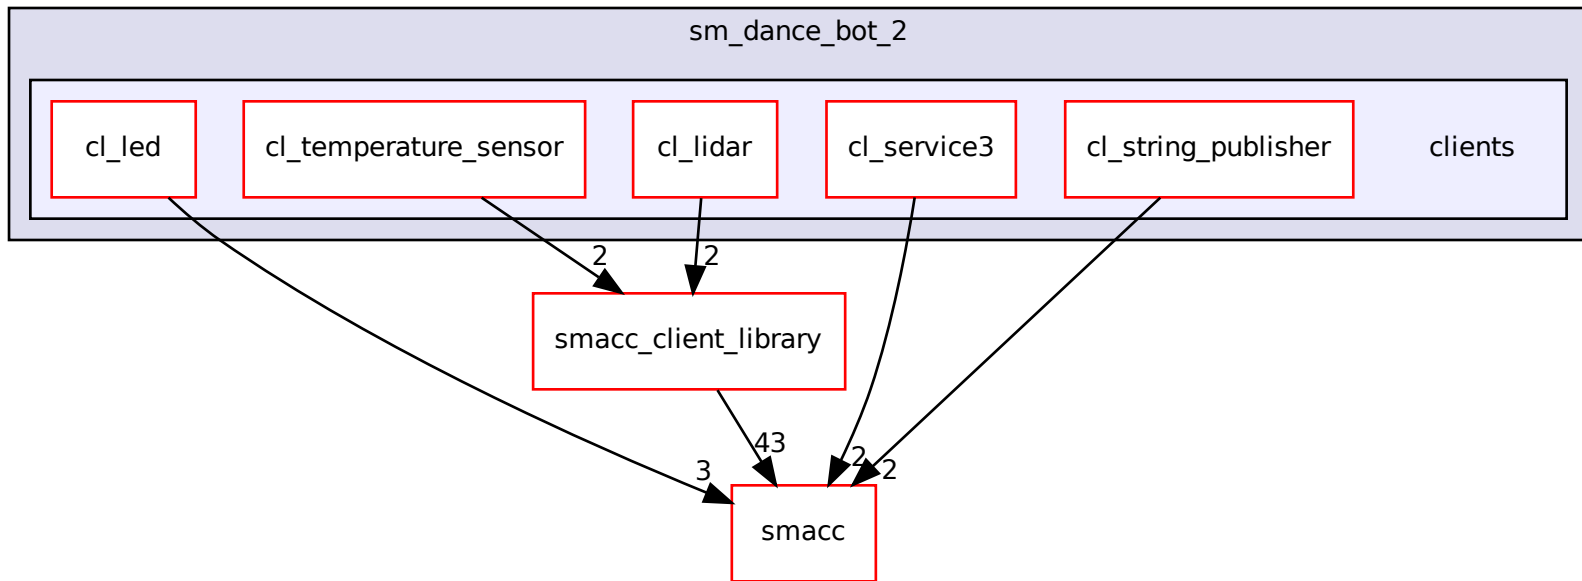 sm_dance_bot_2
cl_led
cl_temperature_sensor
cl_lidar
cl_service3
cl_string_publisher
clients
2
2
smacc_client_library
43
3
2
2
smacc